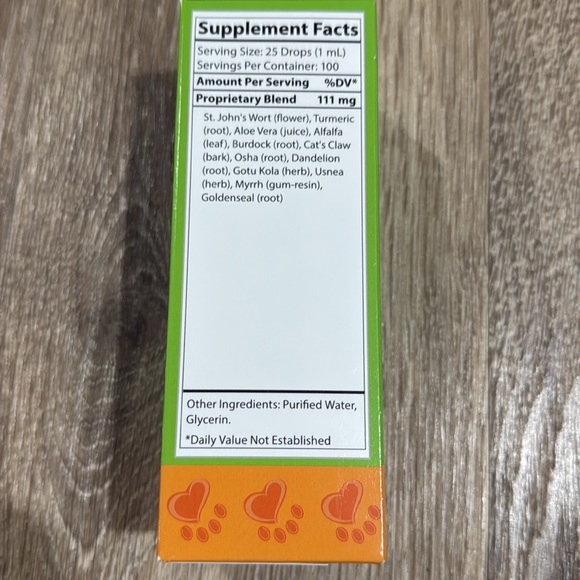 Supplement Facts
Serving Size: 25 Drops (1 mL)
Servings Per Container: 100
Amount Per Serving %DV*
Proprietary Blend 111 mg
St. John's Wort (flower), Turmeric
(root), Aloe Vera (juice), Alfalfa
(leaf), Burdock (root), Cat's Claw
(bark), Osha (root), Dandelion
(root), Gotu Kola (herb), Usnea
(herb), Myrrh (gum-resin),
Goldenseal (root)
Other Ingredients: Purified Water,
Glycerin.
*Daily Value Not Established